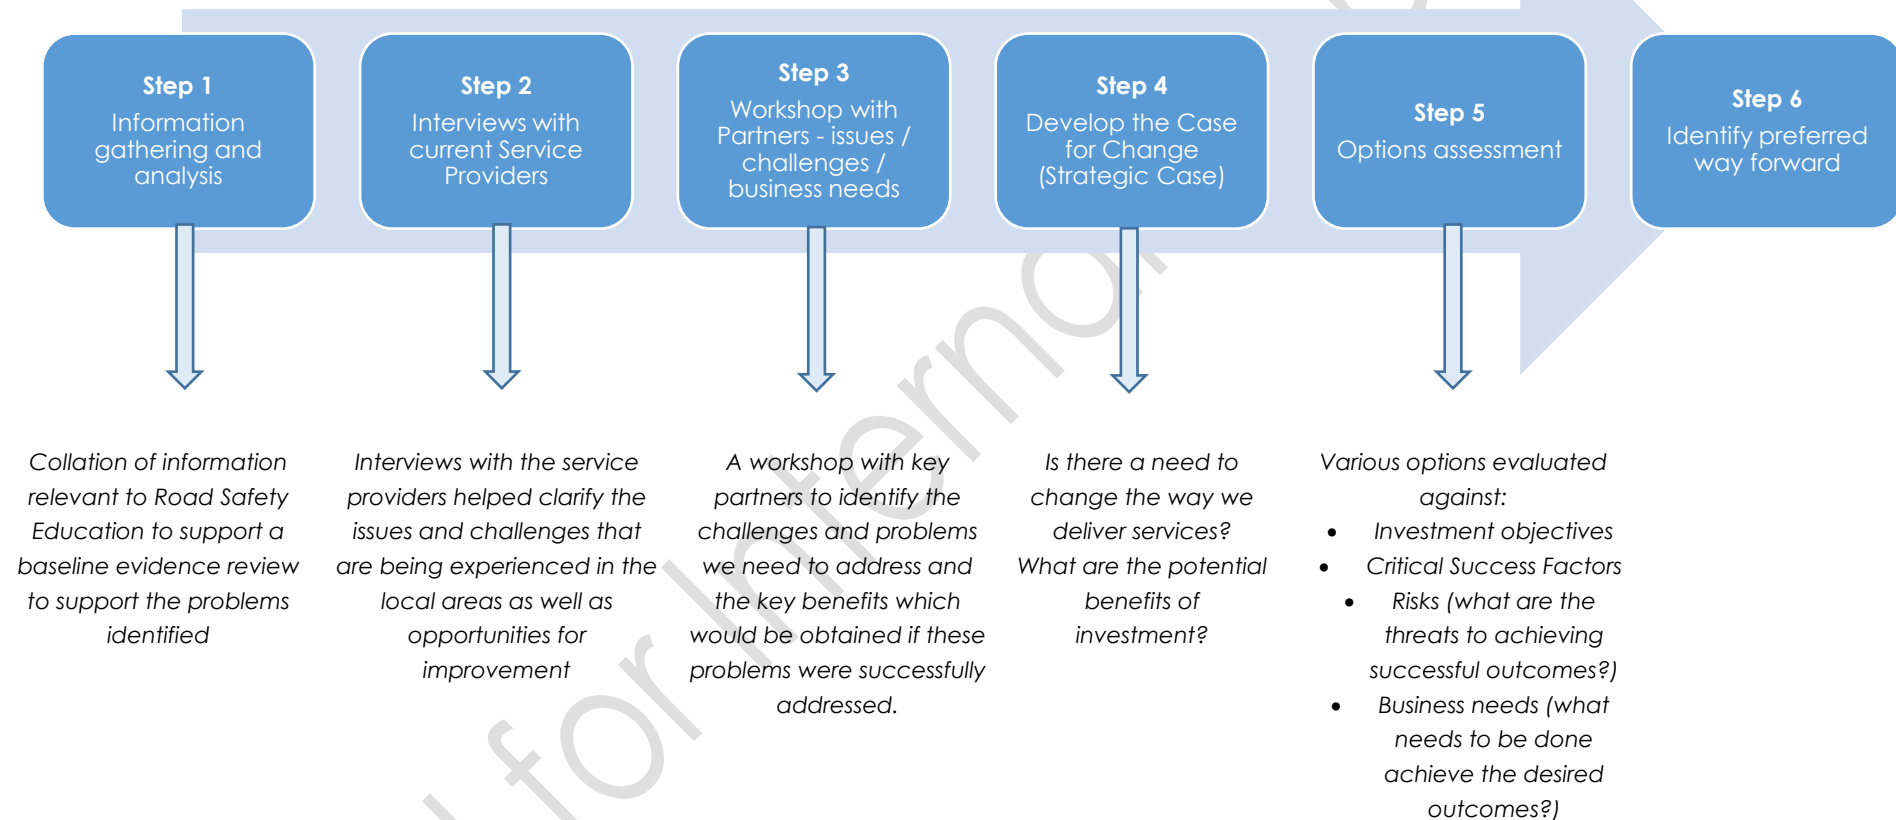 Step 1
Information
gathering and
analysis
Step 2
Interviews with
current Service
Providers
Step 3
Workshop with
Partners - issues /
challenges /
business needs
Step 4
Develop the Case
for Change
(Strategic Case)
Step 5
Options assessment
Step 6
Identify preferred
way forward
Collation of information
relevant to Road Safety
Education to support a
baseline evidence review
to support the problems
identified
Interviews with the service
providers helped clarify the
issues and challenges that
are being experienced in the
local areas as well as
opportunities for
improvement
A workshop with key
partners to identify the
challenges and problems
we need to address and
the key benefits which
would be obtained if these
problems were successfully
addressed.
Is there a need to
change the way we
deliver services?
What are the potential
benefits of
investment?
Various options evaluated
against:
• Investment objectives
• Critical Success Factors
• Risks (what are the
threats to achieving
successful outcomes?)
• Business needs (what
needs to be done
achieve the desired
outcomes?)
for